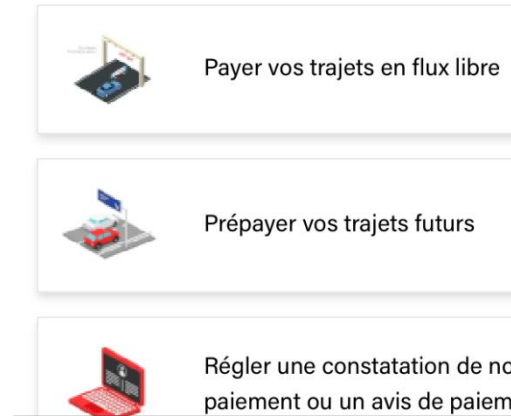 Payer vos trajets en flux libre
Prépayer vos trajets futurs
Régler une constatation de
paiement ou un avis de